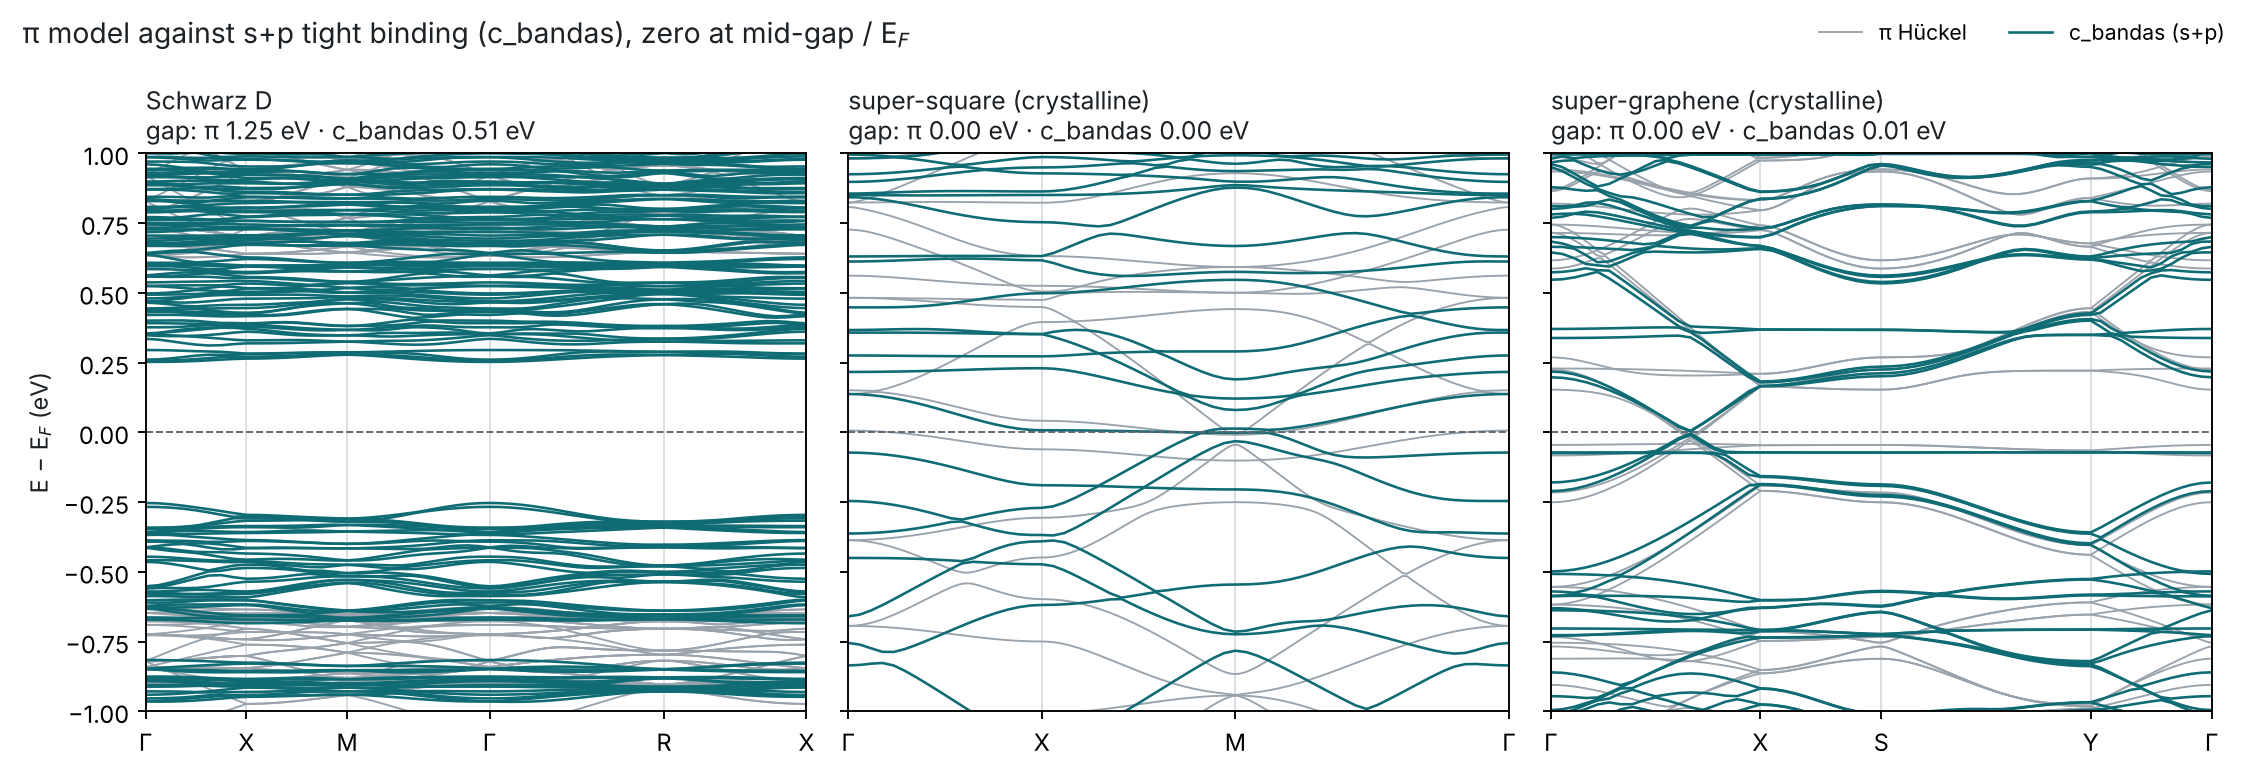 π model against s+p tight binding (c_bandas), zero at mid-gap / E_F
π Hückel
c_bandas (s+p)
Schwarz D
gap: π 1.25 eV · c_bandas 0.51 eV
super-square (crystalline)
gap: π 0.00 eV · c_bandas 0.00 eV
super-graphene (crystalline)
gap: π 0.00 eV · c_bandas 0.01 eV
E − E_F (eV)
1.00
0.75
0.50
0.25
0.00
−0.25
−0.50
−0.75
−1.00
Γ X M Γ R X
Γ X M Γ
Γ X S Y Γ